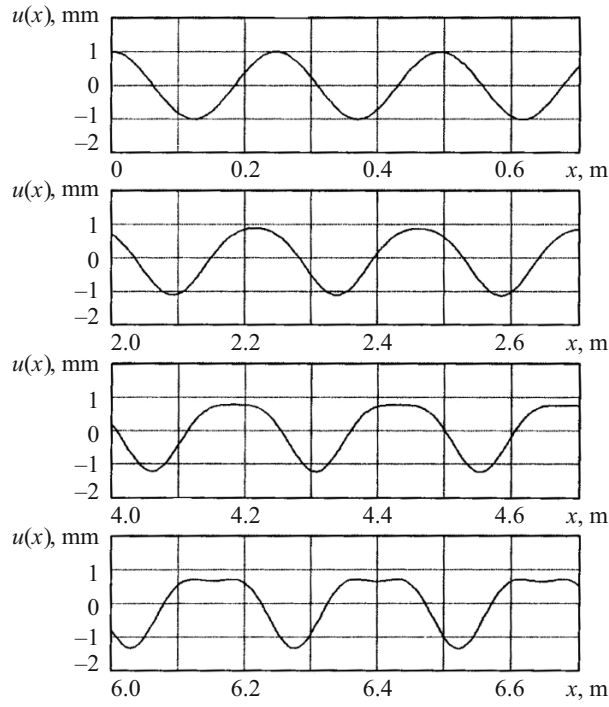 u(x), mm
1
0
–1
–2
0 0.2 0.4 0.6 x, m
u(x), mm
1
0
–1
–2
2.0 2.2 2.4 2.6 x, m
u(x), mm
1
0
–1
–2
4.0 4.2 4.4 4.6 x, m
u(x), mm
1
0
–1
–2
6.0 6.2 6.4 6.6 x, m